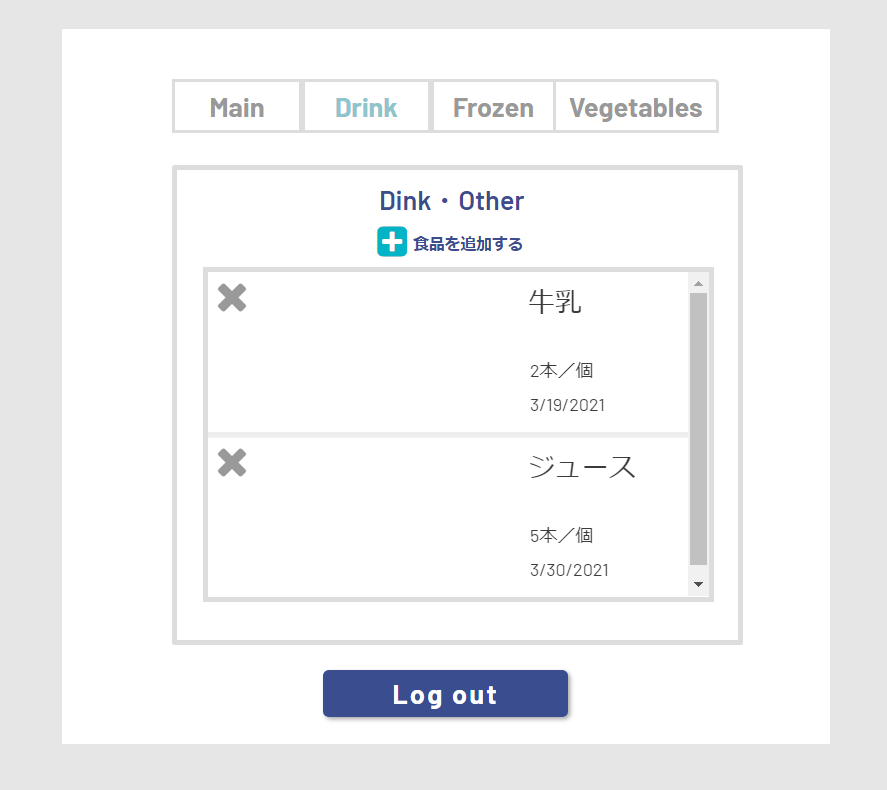 Main
Drink
Frozen
Vegetables
Dink・Other
食品を追加する
牛乳
2本／個
3/19/2021
ジュース
5本／個
3/30/2021
Log out